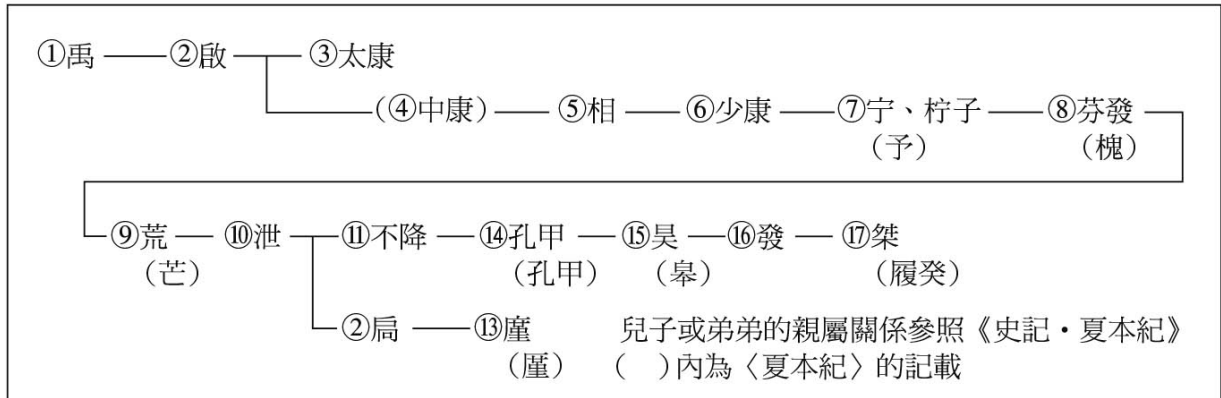 ①禹 ②啟 ③太康
(④中康) ⑤相 ⑥少康 ⑦宁、柠子 ⑧芬發
(予) (槐)
⑨荒 ⑩泄 ⑪不降 ⑭孔甲 ⑮昊 ⑯發 ⑰桀
(芒) (孔甲) (皋) (履癸)
②扃 ⑬廑 兒子或弟弟的親屬關係參照《史記・夏本紀》
(厪) ( )內為〈夏本紀〉的記載